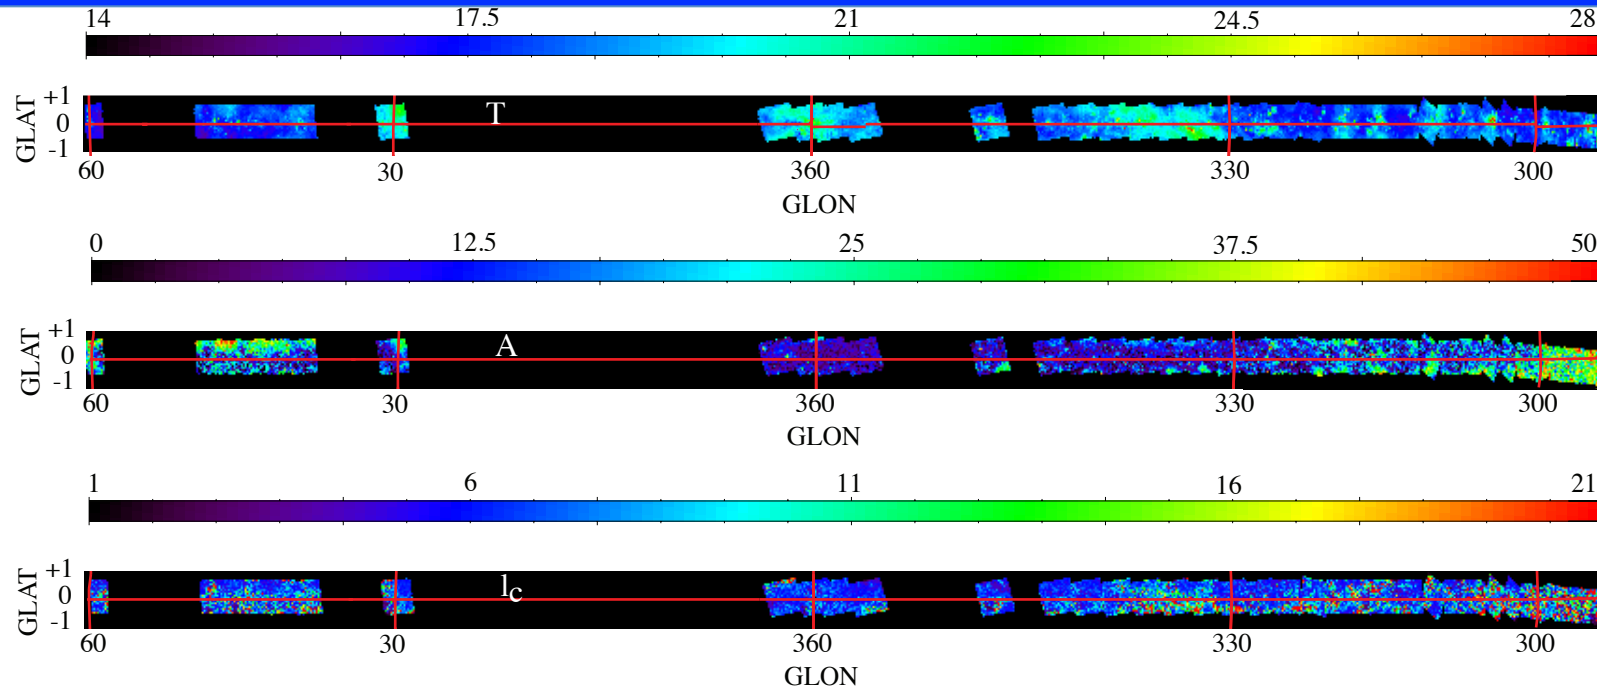 14 17.5 21 24.5 28
GLAT +1 0 -1 T
60 30 360 330 300
GLON
0 12.5 25 37.5 50
GLAT +1 0 -1 A
60 30 360 330 300
GLON
1 6 11 16 21
GLAT +1 0 -1 lc
60 30 360 330 300
GLON